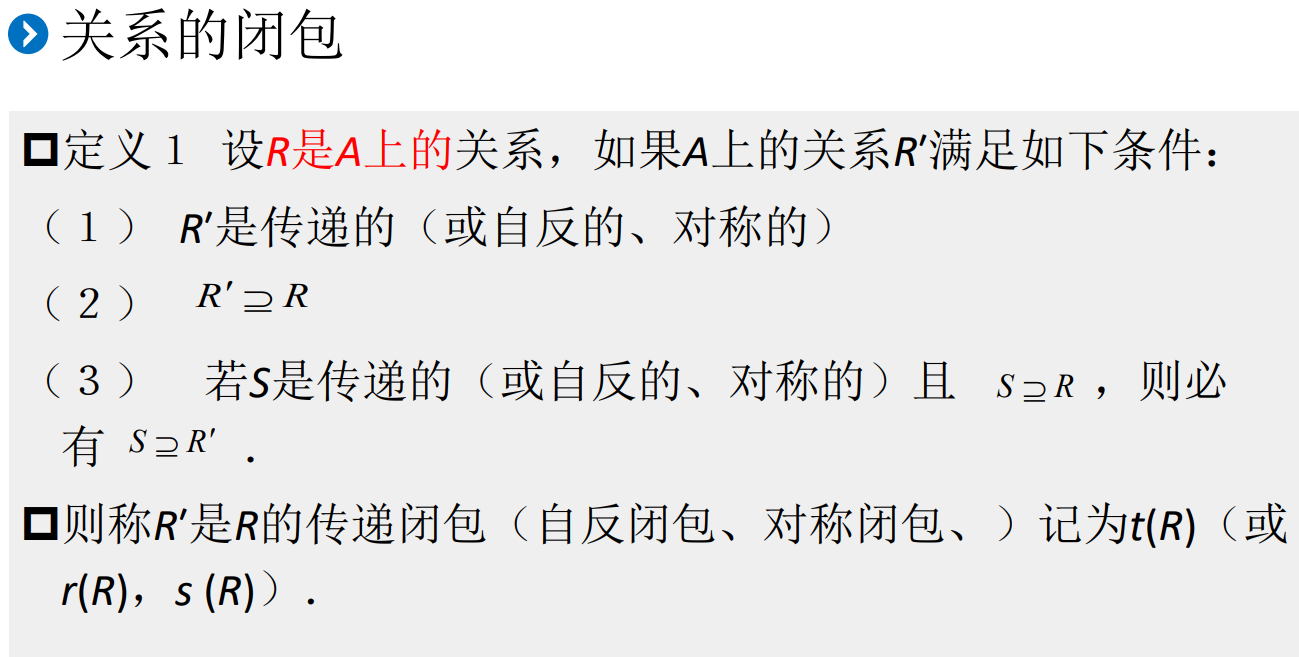 关系的闭包
定义１ 设R是A上的关系，如果A上的关系R′满足如下条件：
（１） R′是传递的（或自反的、对称的）
（２） R′⊇R
（３） 若S是传递的（或自反的、对称的）且 S⊇R ，则必
有 S⊇R′ ．
则称R′是R的传递闭包（自反闭包、对称闭包、）记为t(R)（或
r(R)，s (R)）．